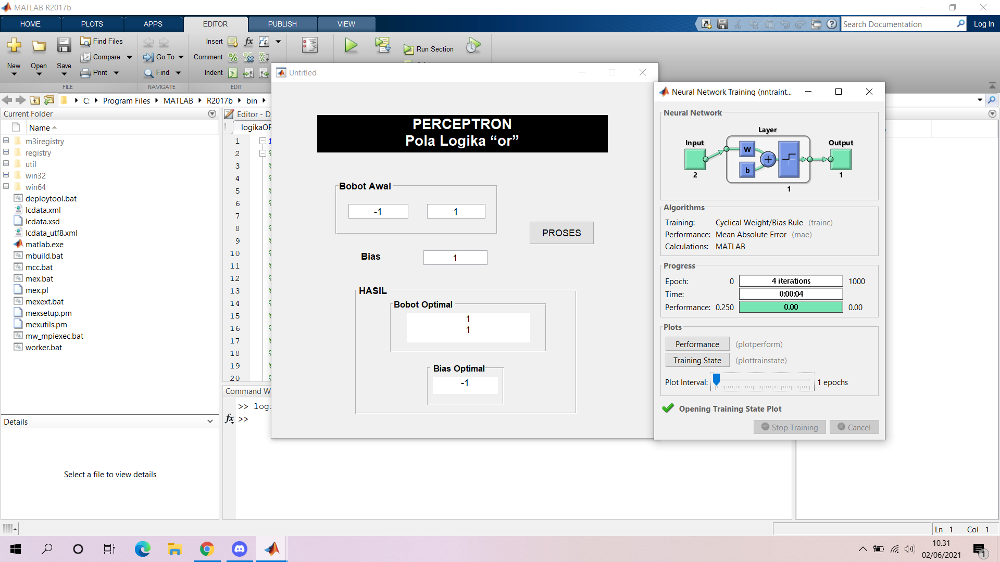 MATLAB R2017b
HOME PLOTS APPS EDITOR PUBLISH VIEW
Search Documentation
Log In
New
Open
Save
Find Files
Compare
Print
FILE
Go To
Find
NAVIGATE
Insert
Comment
Indent
EDIT
Run Section
C: Program Files MATLAB R2017b bin
Current Folder
Name
m3iregistry
registry
util
win32
win64
deploytool.bat
lcdata.xml
lcdata.xsd
lcdata_utf8.xml
matlab.exe
mbuild.bat
mcc.bat
mex.bat
mex.pl
mexext.bat
mexsetup.pm
mexutils.pm
mw_mpiexec.bat
worker.bat
Details
Select a file to view details
Editor - D
logikaOR
1
2
3
4
5
6
7
8
9
10
11
12
13
14
15
16
17
18
19
20
Command W
>> logi
fx >>
Untitled
PERCEPTRON
Pola Logika “or”
Bobot Awal
-1 1
PROSES
Bias 1
HASIL
Bobot Optimal
1
1
Bias Optimal
-1
Neural Network Training (nntraint...
Neural Network
Layer
Input
Output
W
b
2
1
1
Algorithms
Training: Cyclical Weight/Bias Rule (trainc)
Performance: Mean Absolute Error (mae)
Calculations: MATLAB
Progress
Epoch: 0 4 iterations 1000
Time: 0:00:04
Performance: 0.250 0.00 0.00
Plots
Performance (plotperform)
Training State (plottrainstate)
Plot Interval: 1 epochs
Opening Training State Plot
Stop Training
Cancel
Ln 1 Col 1
10.31
02/06/2021
1